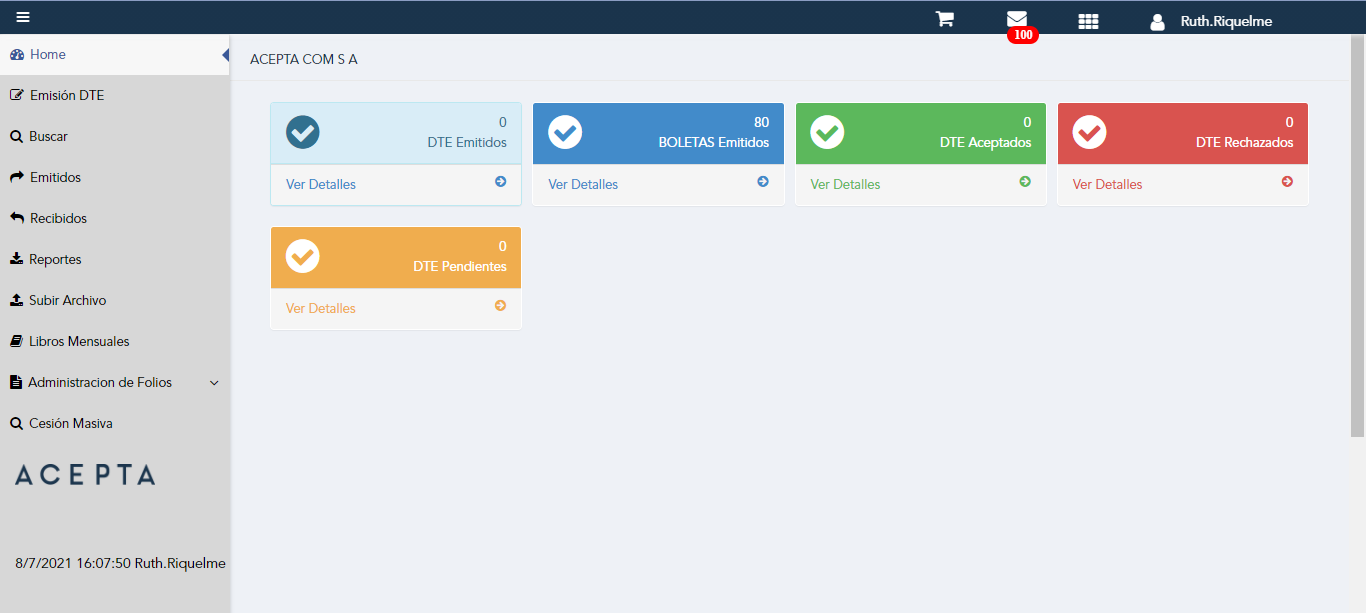 Ruth.Riquelme
100
Home
ACEPTA COM S A
Emisión DTE
Buscar
Emitidos
Recibidos
Reportes
Subir Archivo
Libros Mensuales
Administracion de Folios
Cesión Masiva
ACEPTA
8/7/2021 16:07:50 Ruth.Riquelme
0
DTE Emitidos
Ver Detalles
80
BOLETAS Emitidos
Ver Detalles
0
DTE Aceptados
Ver Detalles
0
DTE Rechazados
Ver Detalles
0
DTE Pendientes
Ver Detalles